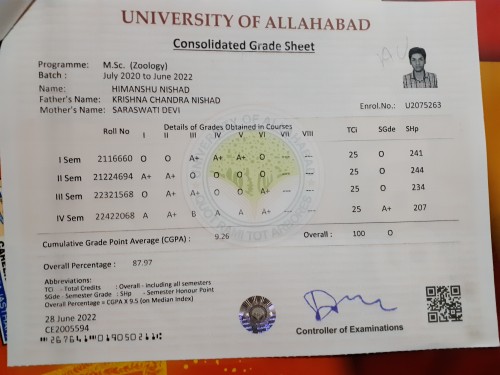 UNIVERSITY OF ALLAHABAD
Consolidated Grade Sheet
Programme: M.Sc. (Zoology)
Batch : July 2020 to June 2022
Name: HIMANSHU NISHAD
Father's Name: KRISHNA CHANDRA NISHAD
Mother's Name: SARASWATI DEVI
Enrol.No.: U2075263
Details of Grades Obtained in Courses
Roll No I II III IV V VI VII VIII TCi SGde SHp
I Sem 2116660 O O A+ A+ A+ O --- --- 25 O 241
II Sem 21224694 A+ A+ O O O O --- --- 25 O 244
III Sem 22321568 O A+ O O O A+ --- --- 25 O 234
IV Sem 22422068 A A+ B A A A+ --- --- 25 A+ 207
Cumulative Grade Point Average (CGPA) 9.26 Overall : 100 O
Overall Percentage : 87.97
Abbreviations:
TCi - Total Credits : Overall - including all semesters
SGde - Semester Grade : SHp - Semester Honour Point
Overall Percentage = CGPA X 9.5 (on Median Index)
28 June 2022
CE2005594
Controller of Examinations